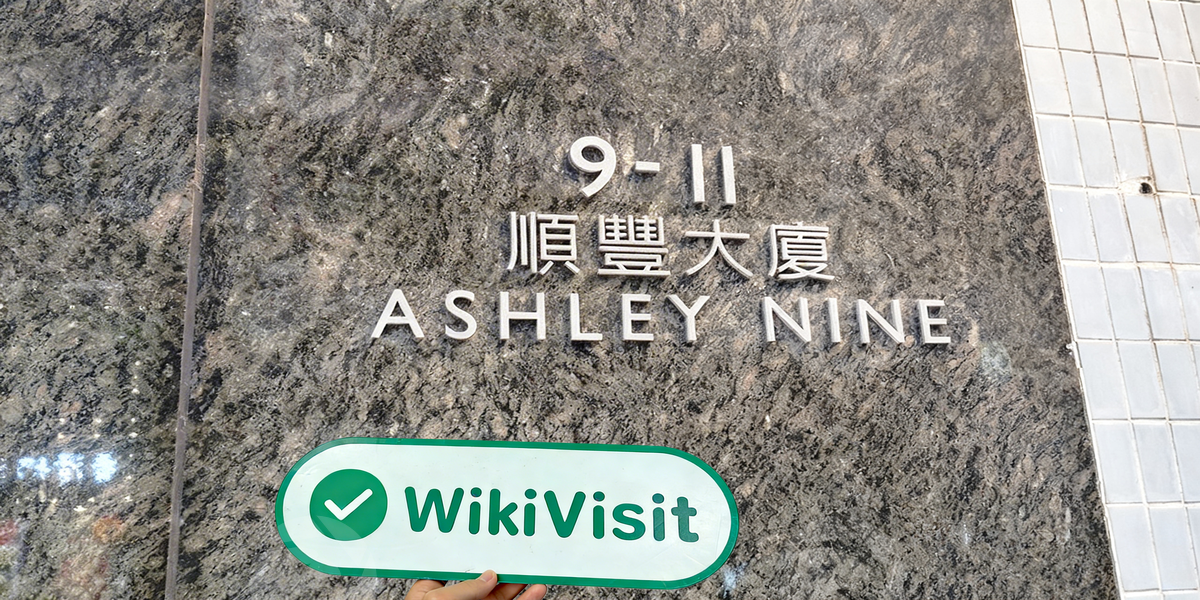 9-11
順豐大廈
ASHLEY NINE
WikiVisit